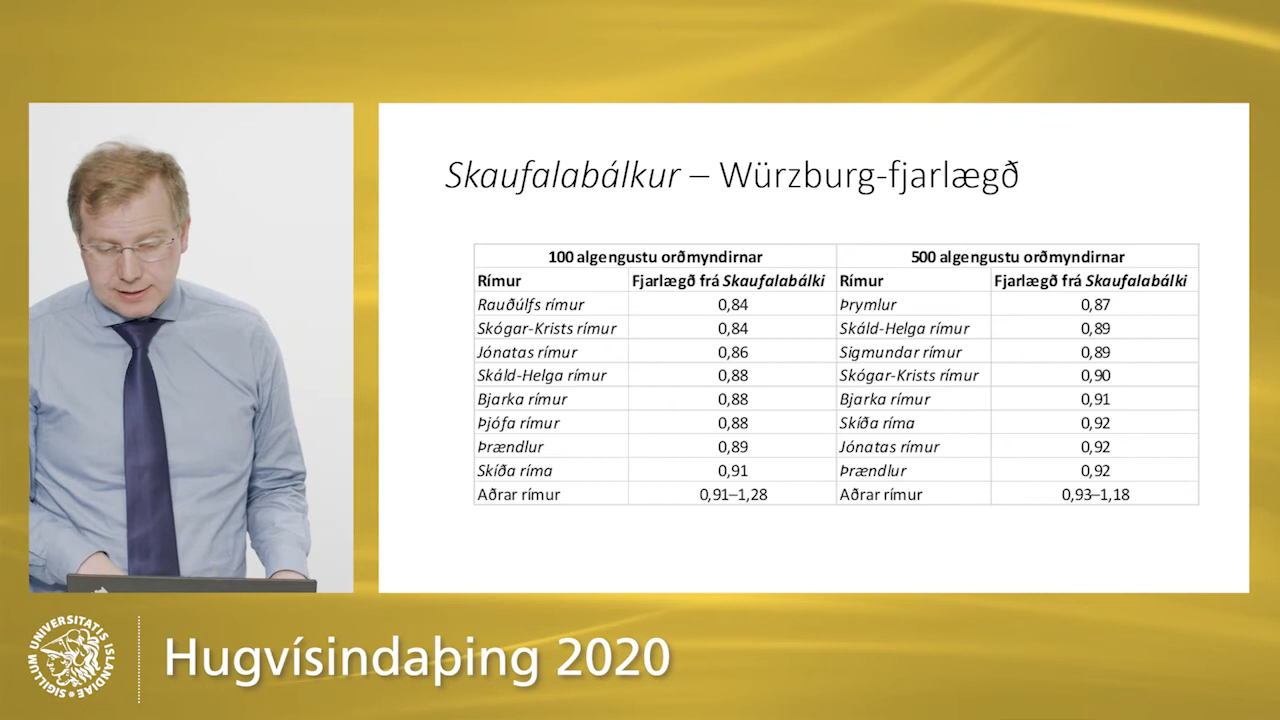 Skaufalabálkur – Würzburg-fjarlægð
100 algengustu orðmyndirnar 500 algengustu orðmyndirnar
Rímur Fjarlægð frá Skaufalabálki Rímur Fjarlægð frá Skaufalabálki
Rauðúlfs rímur 0,84 Þrymlur 0,87
Skógar-Krists rímur 0,84 Skáld-Helga rímur 0,89
Jónatas rímur 0,86 Sigmundar rímur 0,89
Skáld-Helga rímur 0,88 Skógar-Krists rímur 0,90
Bjarka rímur 0,88 Bjarka rímur 0,91
Þjófa rímur 0,88 Skíða ríma 0,92
Þrændlur 0,89 Jónatas rímur 0,92
Skíða ríma 0,91 Þrændlur 0,92
Aðrar rímur 0,91–1,28 Aðrar rímur 0,93–1,18
SIGILLUM UNIVERSITATIS ISLANDIAE
Hugvísindaþing 2020